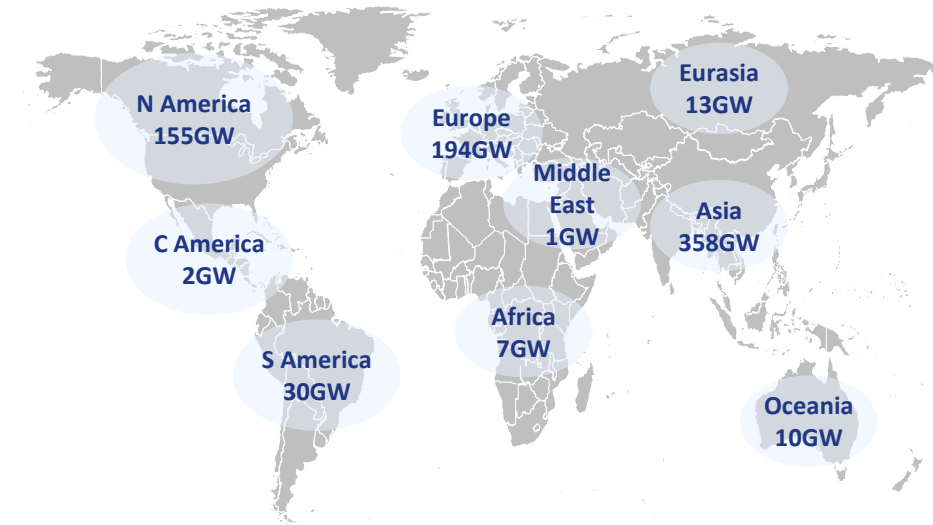 N America
155GW
Europe
194GW
Eurasia
13GW
Middle
East
1GW
Asia
358GW
C America
2GW
Africa
7GW
S America
30GW
Oceania
10GW